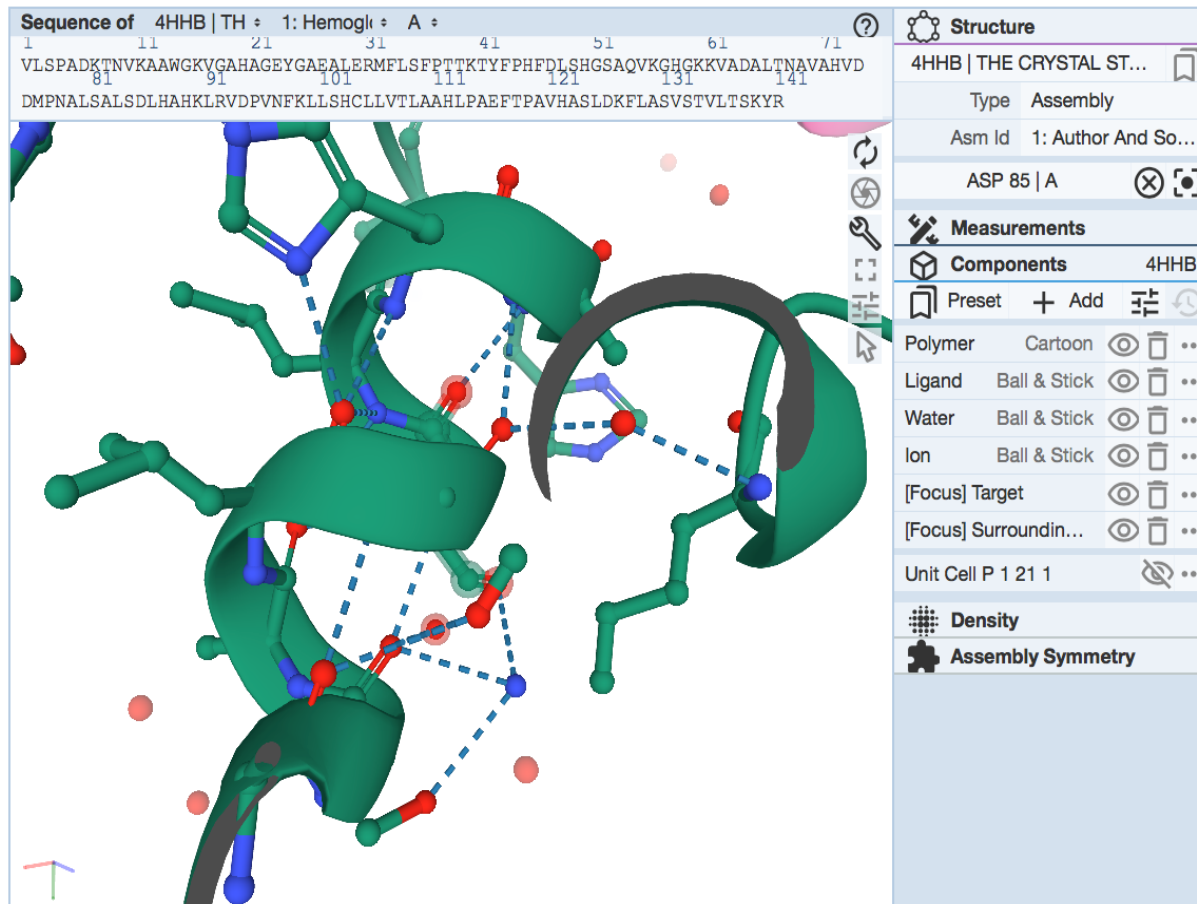 Sequence of 4HHB | TH 1: Hemogl A
1 11 21 31 41 51 61 71
VLSPADKTNVKAAWGKVGAHAGEYGAEALERMFLSFPTTKTYFPHFDLSHGSAQVKGHGKKVADALTNAVAHVD
81 91 101 111 121 131 141
DMPNALSALSDLHAHKLRVDPVNFKLLSHCLLVTLAAHLPAEFTPAVHASLDKFLASVSTVLTSKYR
Structure
4HHB | THE CRYSTAL ST...
Type Assembly
Asm Id 1: Author And So...
ASP 85 | A
Measurements
Components 4HHB
Preset + Add
Polymer Cartoon
Ligand Ball & Stick
Water Ball & Stick
Ion Ball & Stick
[Focus] Target
[Focus] Surroundin...
Unit Cell P 1 21 1
Density
Assembly Symmetry